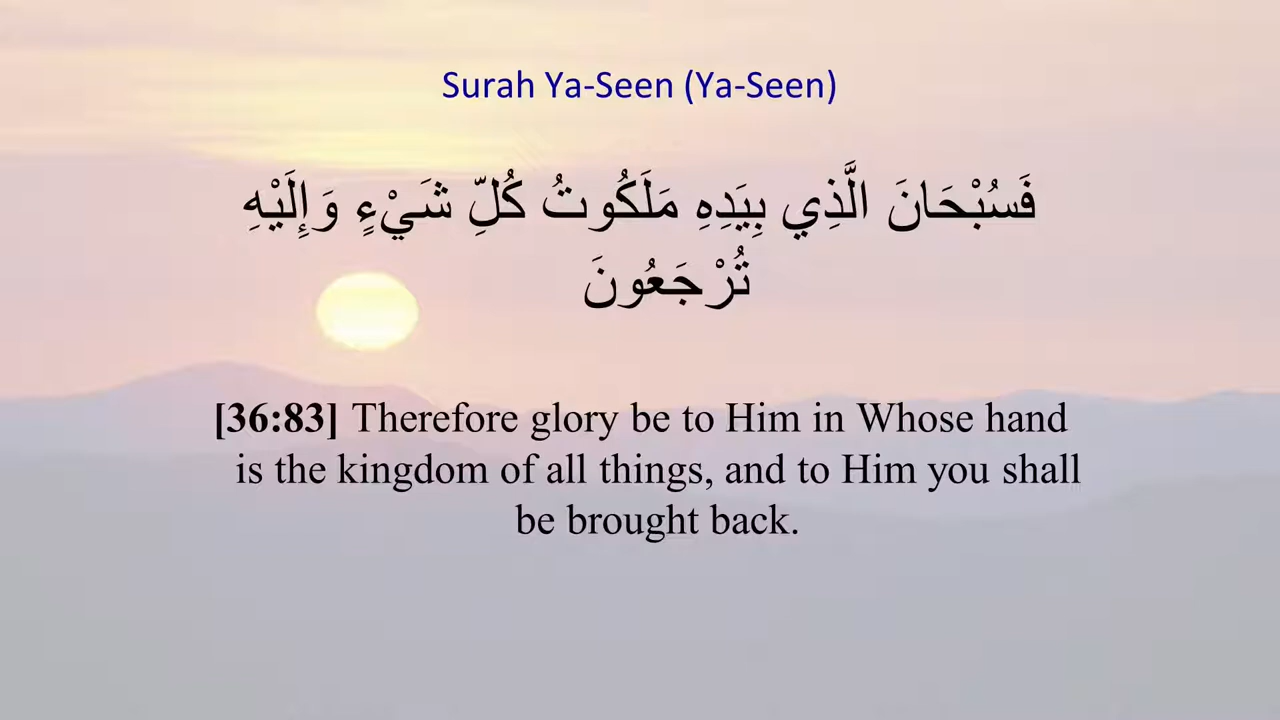 Surah Ya-Seen (Ya-Seen)
فَسُبْحَانَ الَّذِي بِيَدِهِ مَلَكُوتُ كُلِّ شَيْءٍ وَإِلَيْهِ
تُرْجَعُونَ
[36:83] Therefore glory be to Him in Whose hand
is the kingdom of all things, and to Him you shall
be brought back.